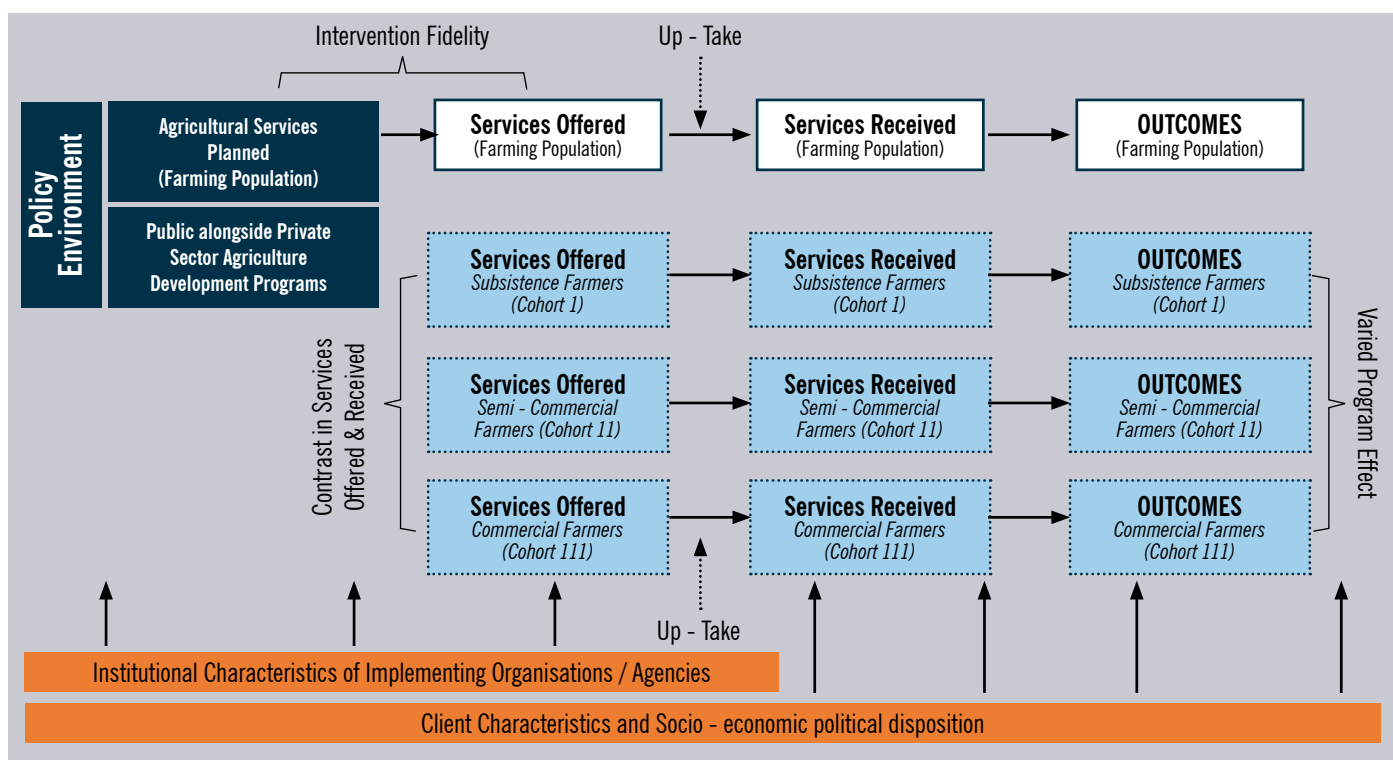 Intervention Fidelity
Up - Take
Policy
Environment
Agricultural Services
Planned
(Farming Population)
Services Offered
(Farming Population)
Services Received
(Farming Population)
OUTCOMES
(Farming Population)
Public alongside Private
Sector Agriculture
Development Programs
Contrast in Services
Offered & Received
Services Offered
Subsistence Farmers
(Cohort 1)
Services Received
Subsistence Farmers
(Cohort 1)
OUTCOMES
Subsistence Farmers
(Cohort 1)
Services Offered
Semi - Commercial
Farmers (Cohort 11)
Services Received
Semi - Commercial
Farmers (Cohort 11)
OUTCOMES
Semi - Commercial
Farmers (Cohort 11)
Services Offered
Commercial Farmers
(Cohort 111)
Services Received
Commercial Farmers
(Cohort 111)
OUTCOMES
Commercial Farmers
(Cohort 111)
Varied Program Effect
Up - Take
Institutional Characteristics of Implementing Organisations / Agencies
Client Characteristics and Socio - economic political disposition